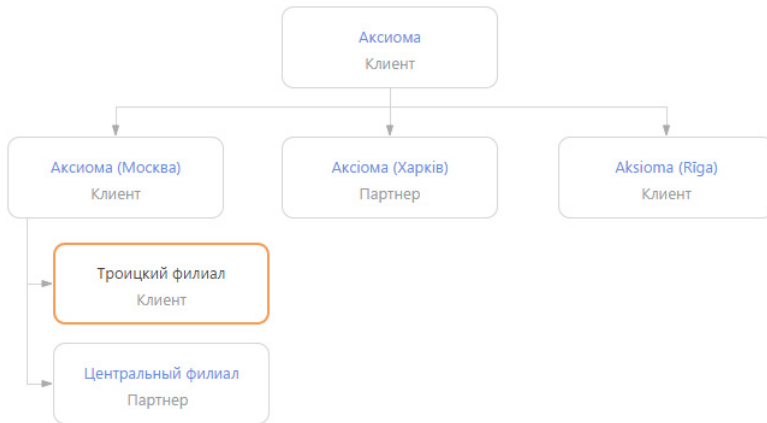 Аксиома
Клиент
Аксиома (Москва)
Клиент
Аксіома (Харків)
Партнер
Aksioma (Rīga)
Клиент
Троицкий филиал
Клиент
Центральный филиал
Партнер